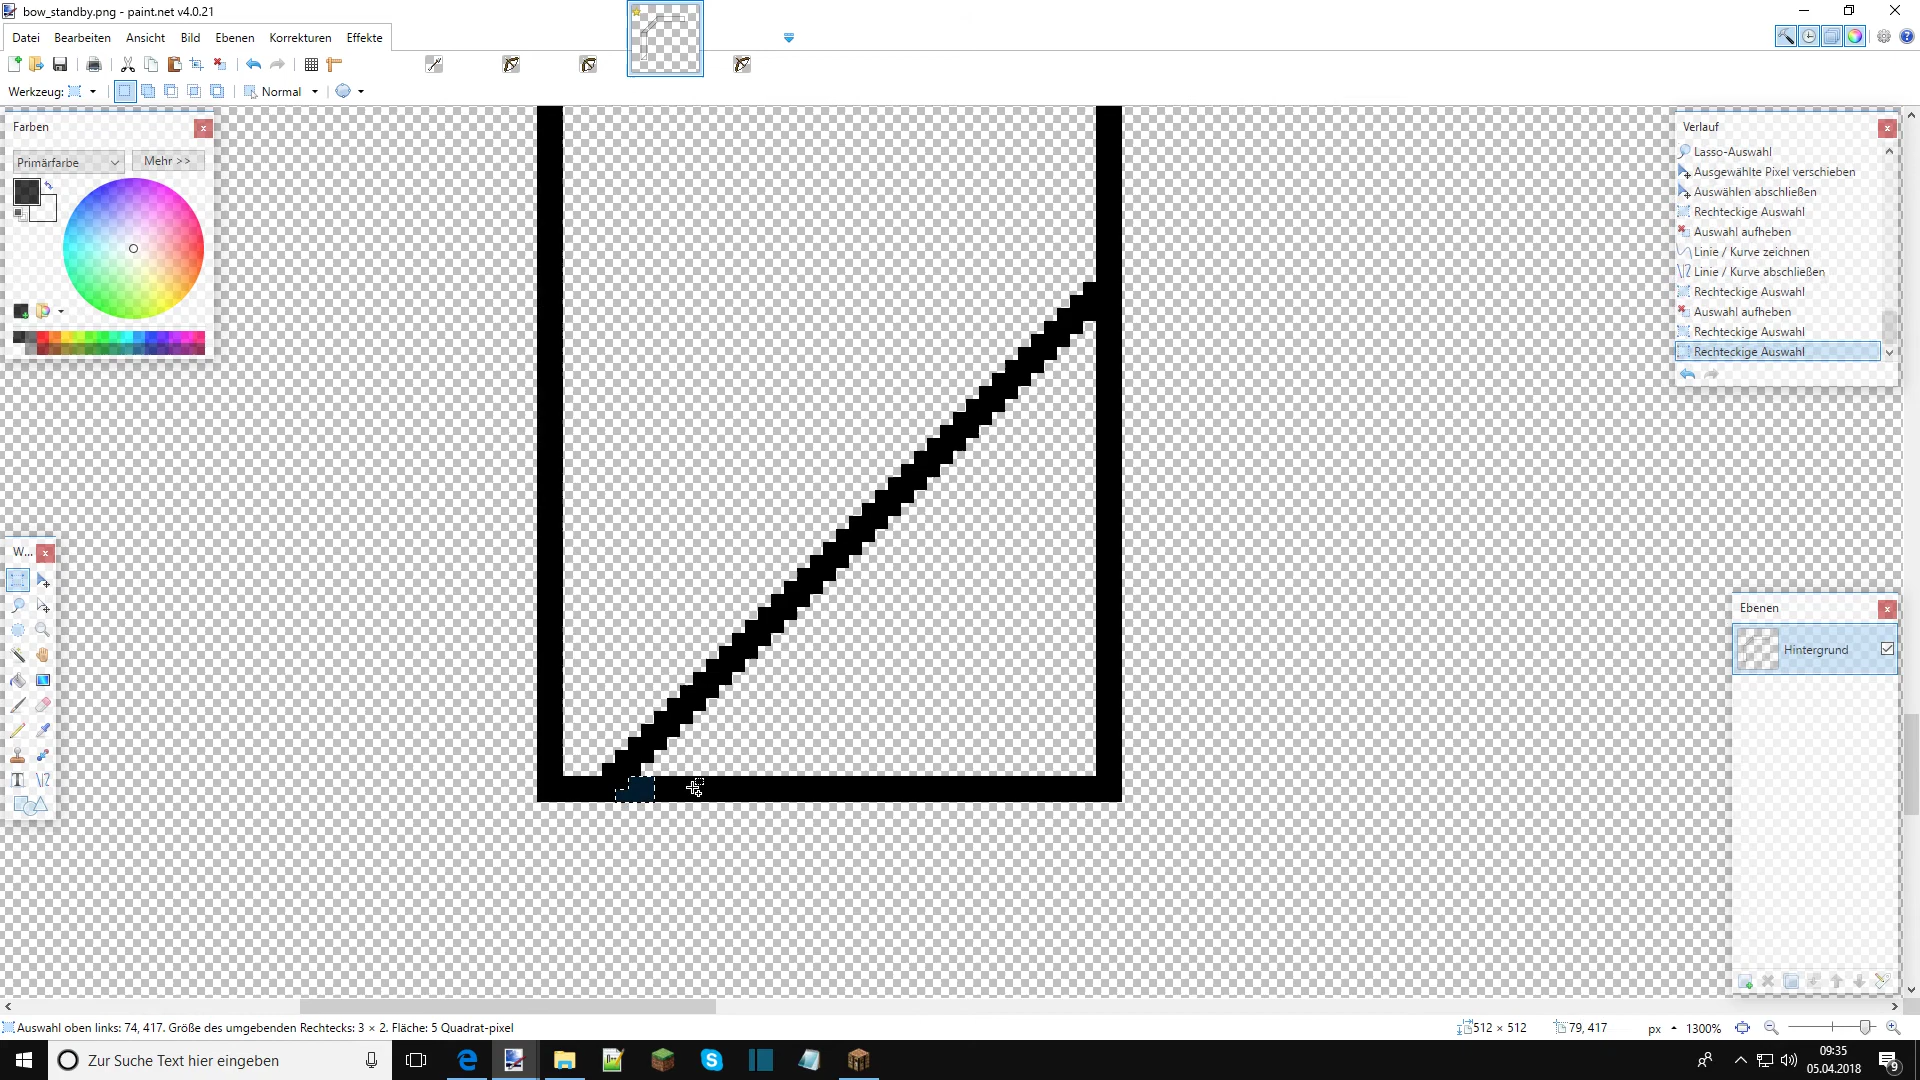 bow_standby.png - paint.net v4.0.21
Datei Bearbeiten Ansicht Bild Ebenen Korrekturen Effekte
Werkzeug: Normal
Farben
Primärfarbe Mehr >>
Verlauf
Lasso-Auswahl
Ausgewählte Pixel verschieben
Auswählen abschließen
Rechteckige Auswahl
Auswahl aufheben
Linie / Kurve zeichnen
Linie / Kurve abschließen
Rechteckige Auswahl
Auswahl aufheben
Rechteckige Auswahl
Rechteckige Auswahl
W...
Ebenen
Hintergrund
Auswahl oben links: 74, 417. Größe des umgebenden Rechtecks: 3 × 2. Fläche: 5 Quadrat-pixel
512 × 512
79, 417
px
1300%
Zur Suche Text hier eingeben
09:35
05.04.2018
9